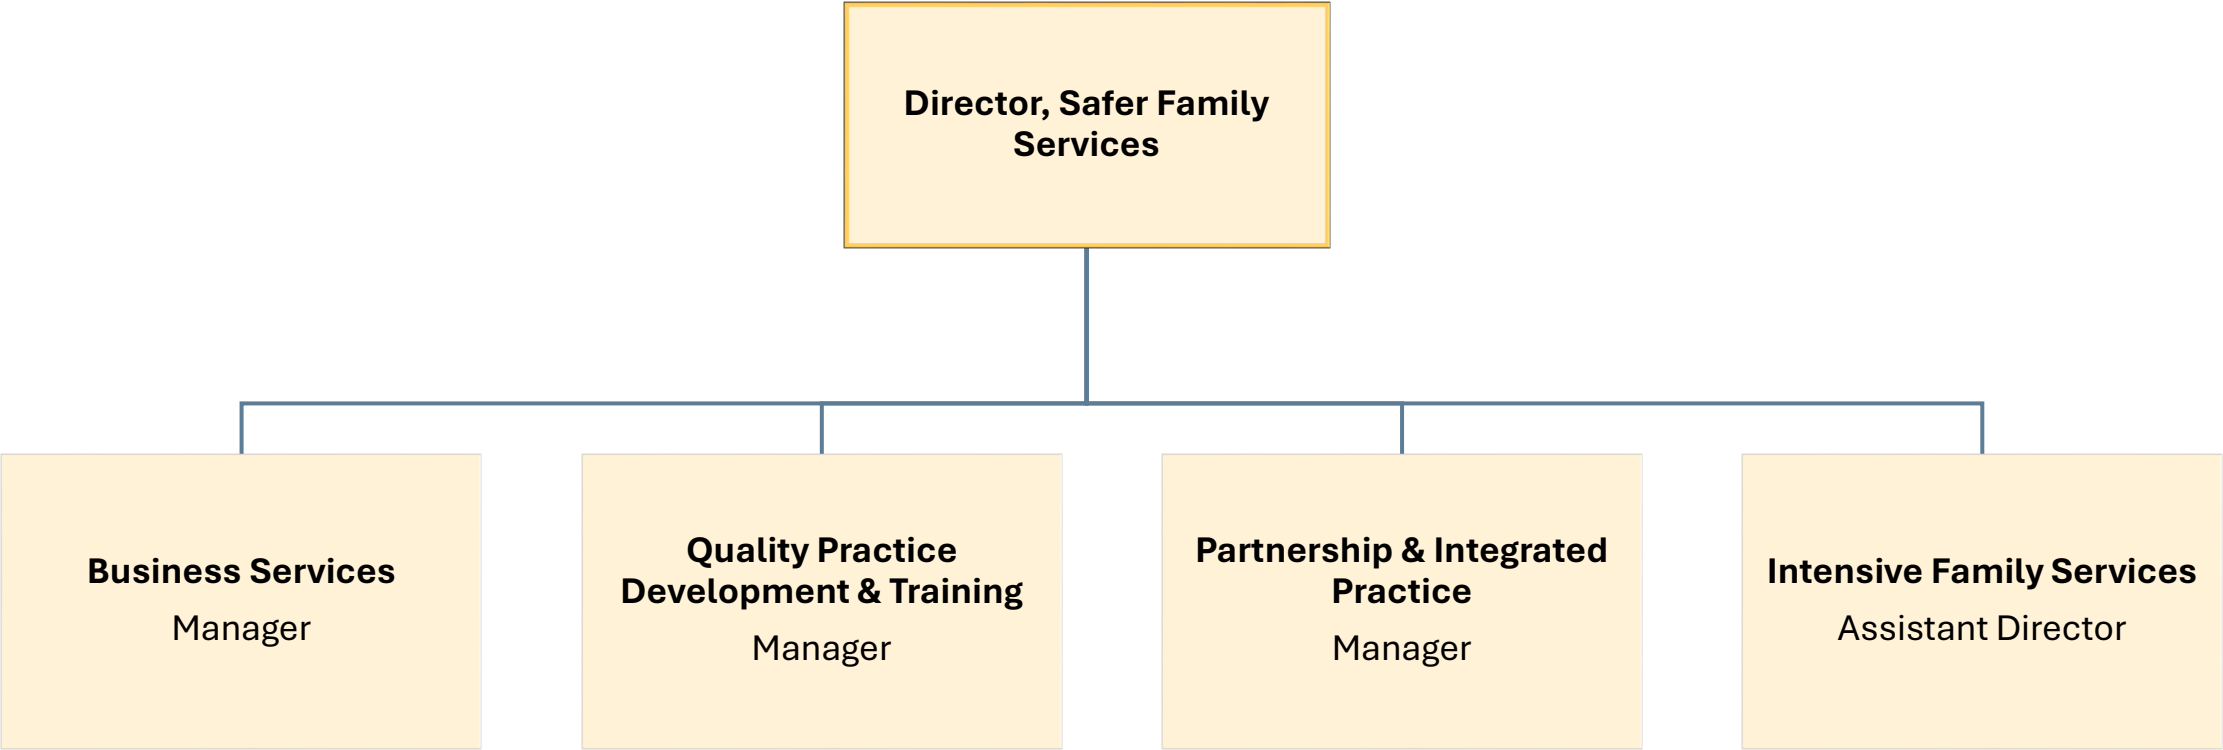 Director, Safer Family
Services
Business Services
Manager
Quality Practice
Development & Training
Manager
Partnership & Integrated
Practice
Manager
Intensive Family Services
Assistant Director